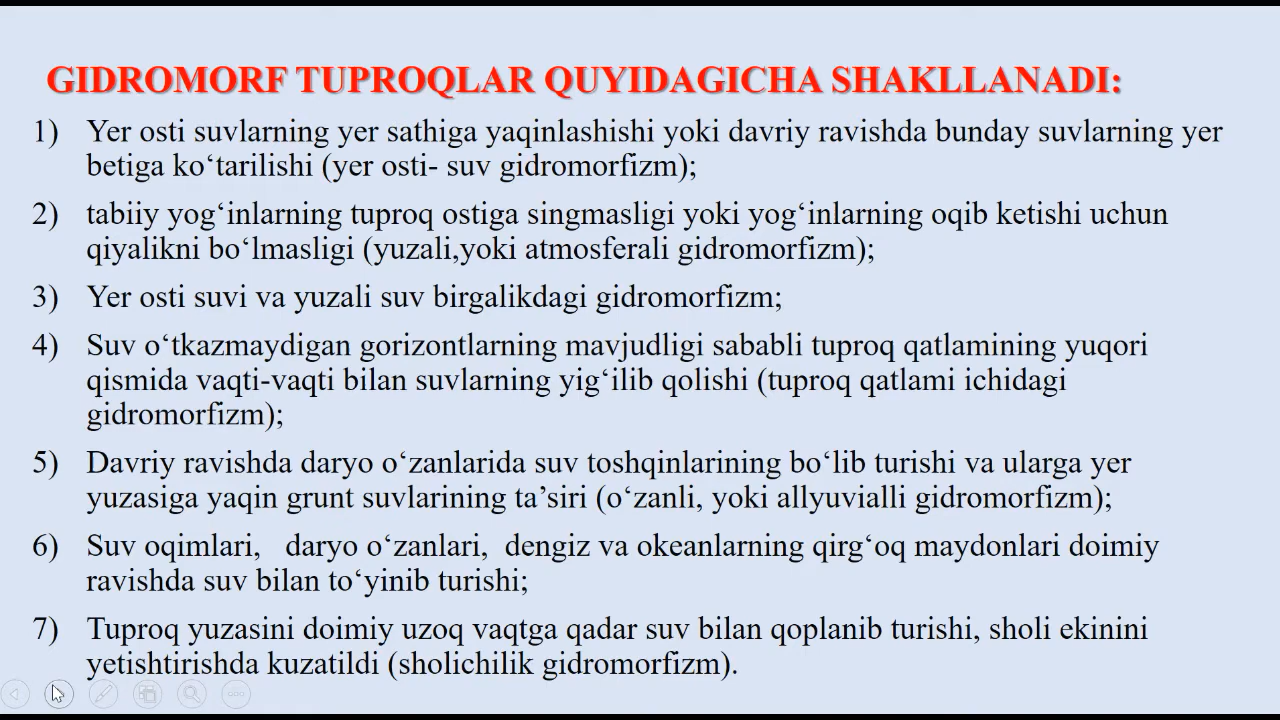 GIDROMORF TUPROQLAR QUYIDAGICHA SHAKLLANADI:
1) Yer osti suvlarning yer sathiga yaqinlashishi yoki davriy ravishda bunday suvlarning yer
betiga ko‘tarilishi (yer osti- suv gidromorfizm);
2) tabiiy yog‘inlarning tuproq ostiga singmasligi yoki yog‘inlarning oqib ketishi uchun
qiyalikni bo‘lmasligi (yuzali,yoki atmosferali gidromorfizm);
3) Yer osti suvi va yuzali suv birgalikdagi gidromorfizm;
4) Suv o‘tkazmaydigan gorizontlarning mavjudligi sababli tuproq qatlamining yuqori
qismida vaqti-vaqti bilan suvlarning yig‘ilib qolishi (tuproq qatlami ichidagi
gidromorfizm);
5) Davriy ravishda daryo o‘zanlarida suv toshqinlarining bo‘lib turishi va ularga yer
yuzasiga yaqin grunt suvlarining ta’siri (o‘zanli, yoki allyuvialli gidromorfizm);
6) Suv oqimlari, daryo o‘zanlari, dengiz va okeanlarning qirg‘oq maydonlari doimiy
ravishda suv bilan to‘yinib turishi;
7) Tuproq yuzasini doimiy uzoq vaqtga qadar suv bilan qoplanib turishi, sholi ekinini
yetishtirishda kuzatildi (sholichilik gidromorfizm).